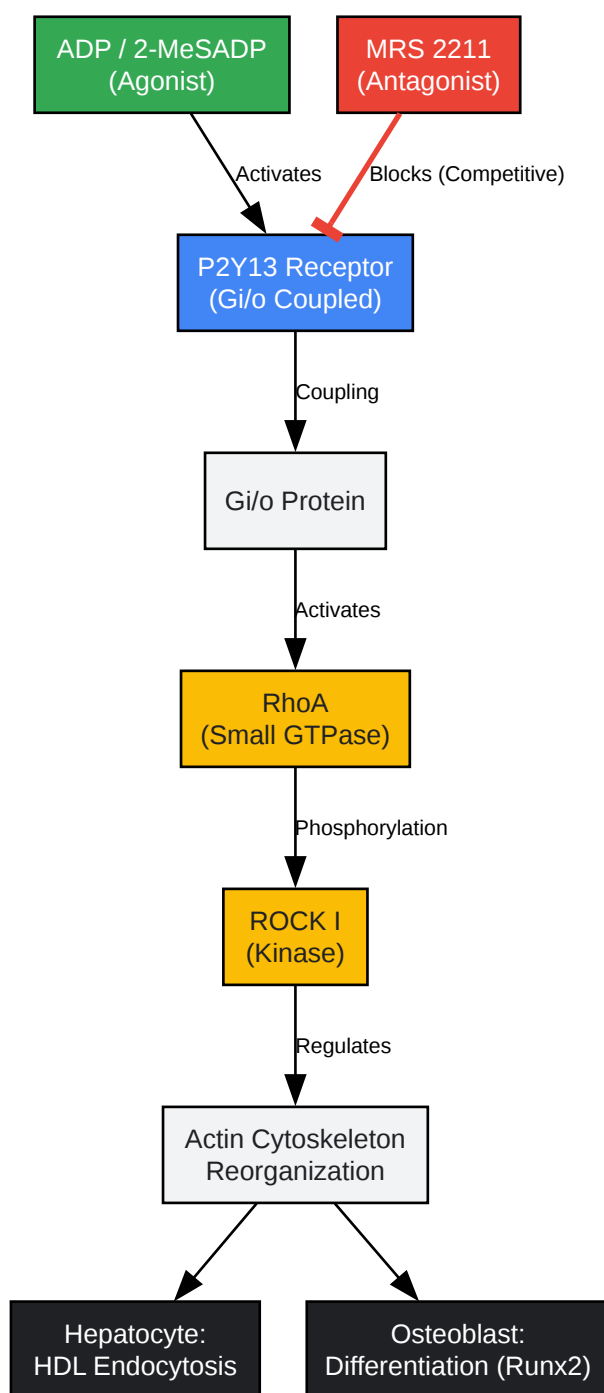 ADP / 2-MeSADP
(Agonist)
MRS 2211
(Antagonist)
Activates
Blocks (Competitive)
P2Y13 Receptor
(Gi/o Coupled)
Coupling
Gi/o Protein
Activates
RhoA
(Small GTPase)
Phosphorylation
ROCK I
(Kinase)
Regulates
Actin Cytoskeleton
Reorganization
Hepatocyte:
HDL Endocytosis
Osteoblast:
Differentiation (Runx2)